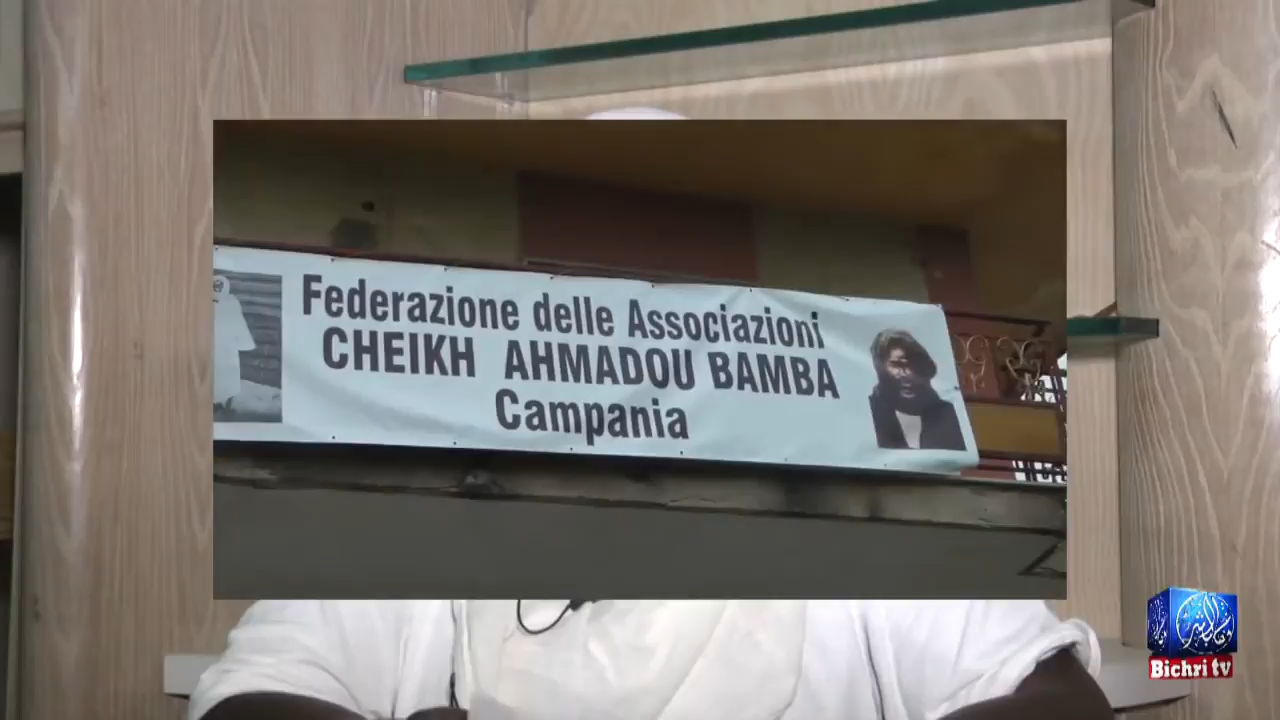 Federazione delle Associazioni
CHEIKH AHMADOU BAMBA
Campania
Bichri tv